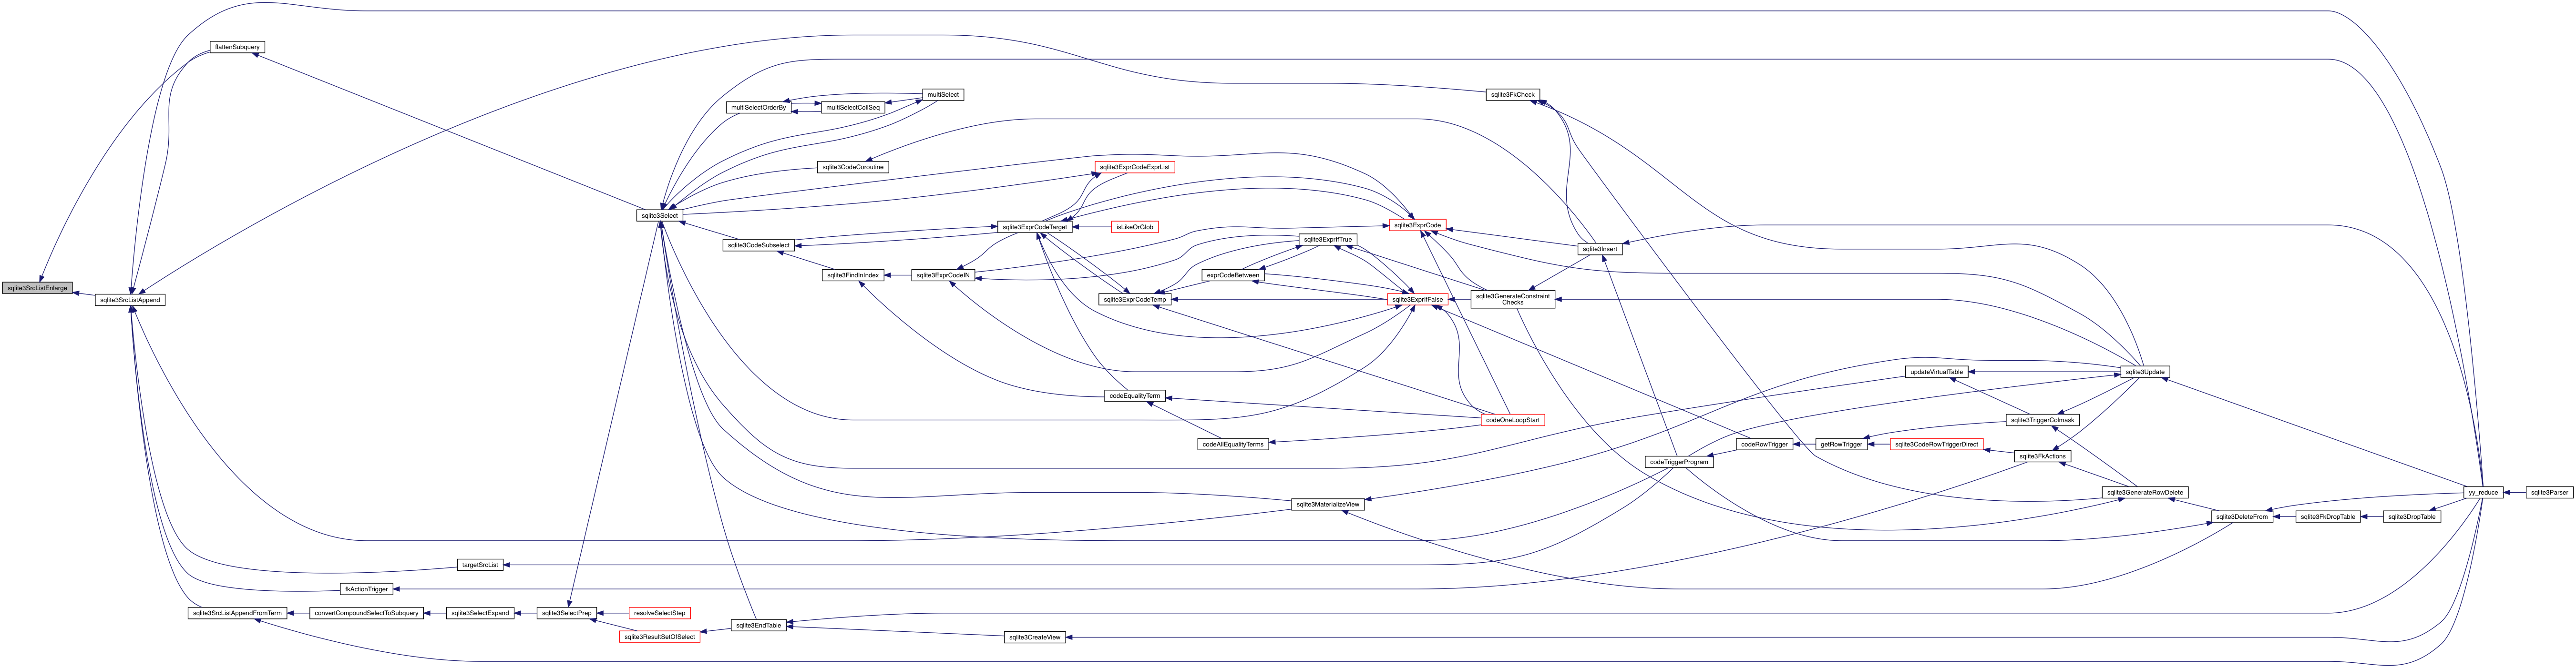 flattenSubquery
multiSelect
sqlite3FkCheck
multiSelectOrderBy
multiSelectCollSeq
sqlite3CodeCoroutine
sqlite3ExprCodeExprList
sqlite3Select
sqlite3ExprCodeTarget
isLikeOrGlob
sqlite3ExprCode
sqlite3CodeSubselect
sqlite3ExprIfTrue
sqlite3Insert
sqlite3FindInIndex
sqlite3ExprCodeIN
exprCodeBetween
sqlite3SrcListEnlarge
sqlite3SrcListAppend
sqlite3ExprCodeTemp
sqlite3ExprIfFalse
sqlite3GenerateConstraint
Checks
updateVirtualTable
sqlite3Update
codeEqualityTerm
codeOneLoopStart
sqlite3TriggerColmask
codeAllEqualityTerms
codeRowTrigger
getRowTrigger
sqlite3CodeRowTriggerDirect
sqlite3FkActions
codeTriggerProgram
sqlite3GenerateRowDelete
yy_reduce
sqlite3Parser
sqlite3MaterializeView
sqlite3DeleteFrom
sqlite3FkDropTable
sqlite3DropTable
targetSrcList
fkActionTrigger
sqlite3SrcListAppendFromTerm
convertCompoundSelectToSubquery
sqlite3SelectExpand
sqlite3SelectPrep
resolveSelectStep
sqlite3EndTable
sqlite3ResultSetOfSelect
sqlite3CreateView